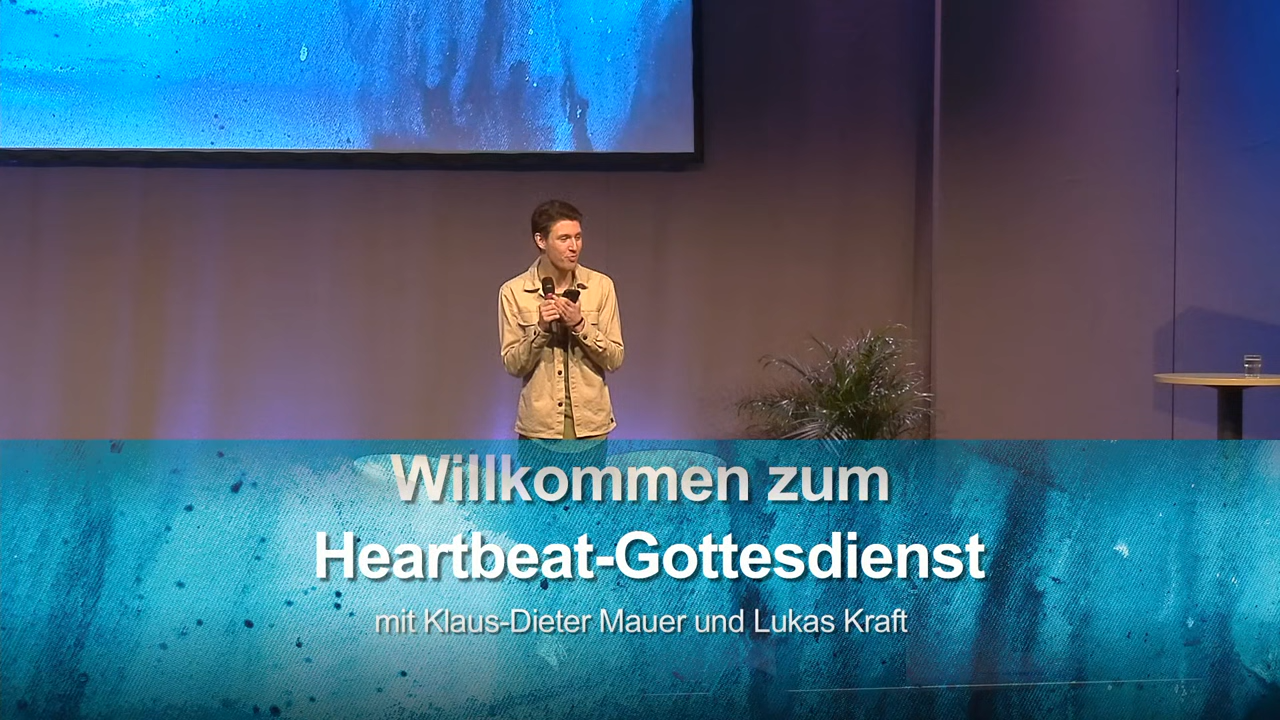 Willkommen zum
Heartbeat-Gottesdienst
mit Klaus-Dieter Mauer und Lukas Kraft